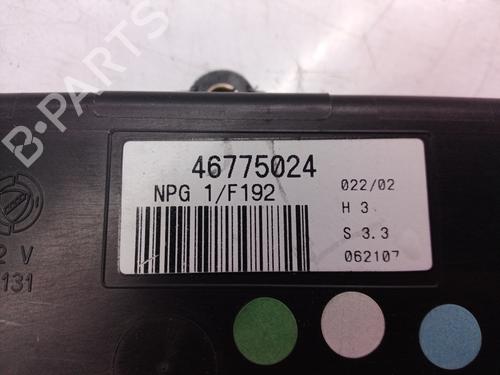 B-PARTS
46775024
NPG 1/F192
022/02
H 3
S 3.3
062107
2 V
131